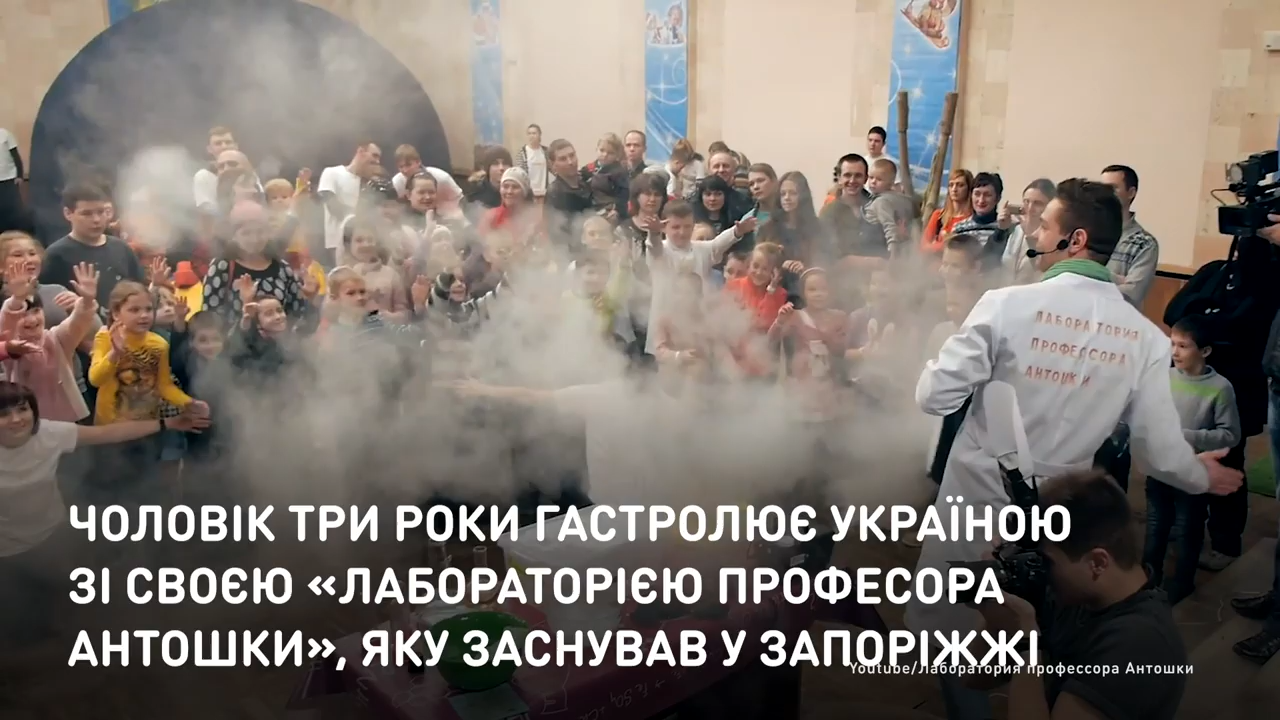 ЛАБОРАТОРИЯ
ПРОФЕССОРА
АНТОШКИ
ЧОЛОВІК ТРИ РОКИ ГАСТРОЛЮЄ УКРАЇНОЮ
ЗІ СВОЄЮ «ЛАБОРАТОРІЄЮ ПРОФЕСОРА
АНТОШКИ», ЯКУ ЗАСНУВАВ У ЗАПОРІЖЖІ
Youtube/Лаборатория профессора Антошки